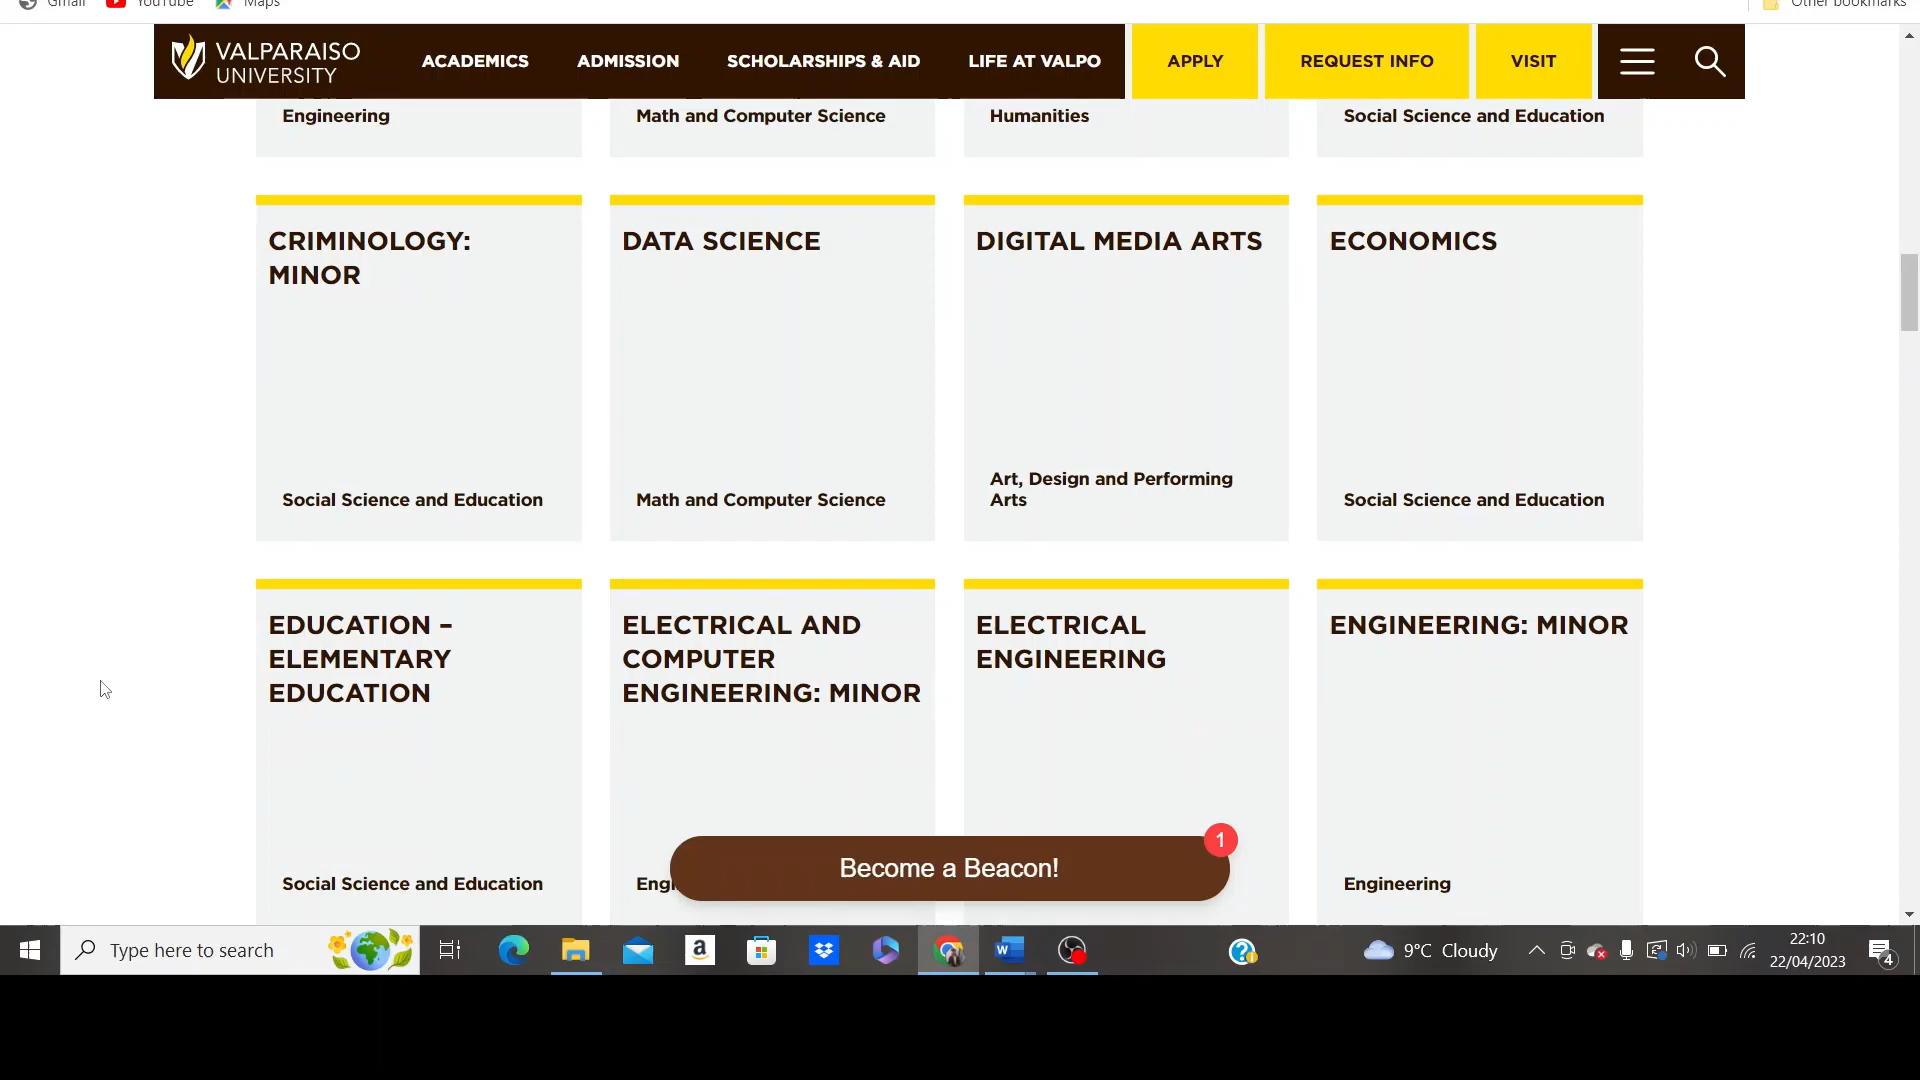 Gmail YouTube Maps Other bookmarks
VALPARAISO
UNIVERSITY
ACADEMICS ADMISSION SCHOLARSHIPS & AID LIFE AT VALPO APPLY REQUEST INFO VISIT
Engineering Math and Computer Science Humanities Social Science and Education
CRIMINOLOGY:
MINOR
Social Science and Education
DATA SCIENCE
Math and Computer Science
DIGITAL MEDIA ARTS
Art, Design and Performing
Arts
ECONOMICS
Social Science and Education
EDUCATION –
ELEMENTARY
EDUCATION
Social Science and Education
ELECTRICAL AND
COMPUTER
ENGINEERING: MINOR
ELECTRICAL
ENGINEERING
ENGINEERING: MINOR
Engineering
1
Become a Beacon!
Type here to search
9°C Cloudy
22:10
22/04/2023
4